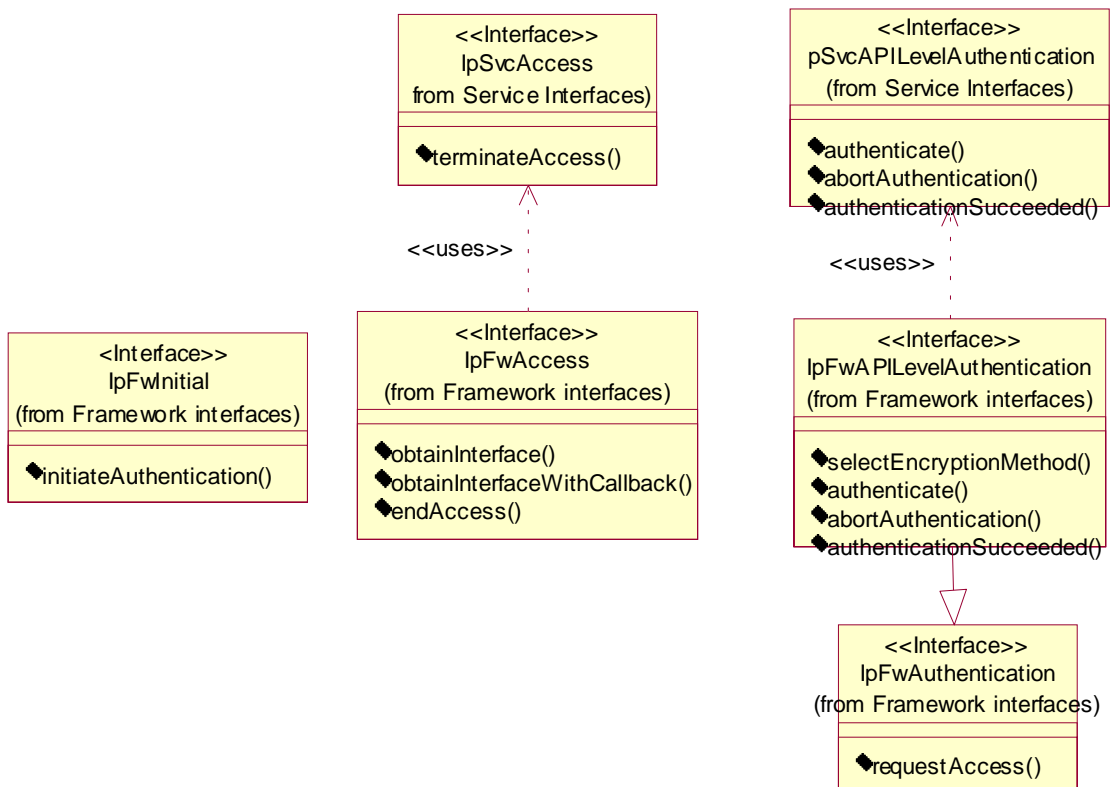 <<Interface>>
IpSvcAccess
from Service Interfaces)
terminateAccess()
<<Interface>>
pSvcAPILevelAuthentication
(from Service Interfaces)
authenticate()
abortAuthentication()
authenticationSucceeded()
<<uses>>
<<uses>>
<Interface>>
IpFwInitial
(from Framework interfaces)
initiateAuthentication()
<<Interface>>
IpFwAccess
(from Framework interfaces)
obtainInterface()
obtainInterfaceWithCallback()
endAccess()
<<Interface>>
IpFwAPILevelAuthentication
(from Framework interfaces)
selectEncryptionMethod()
authenticate()
abortAuthentication()
authenticationSucceeded()
<<Interface>>
IpFwAuthentication
(from Framework interfaces)
requestAccess()